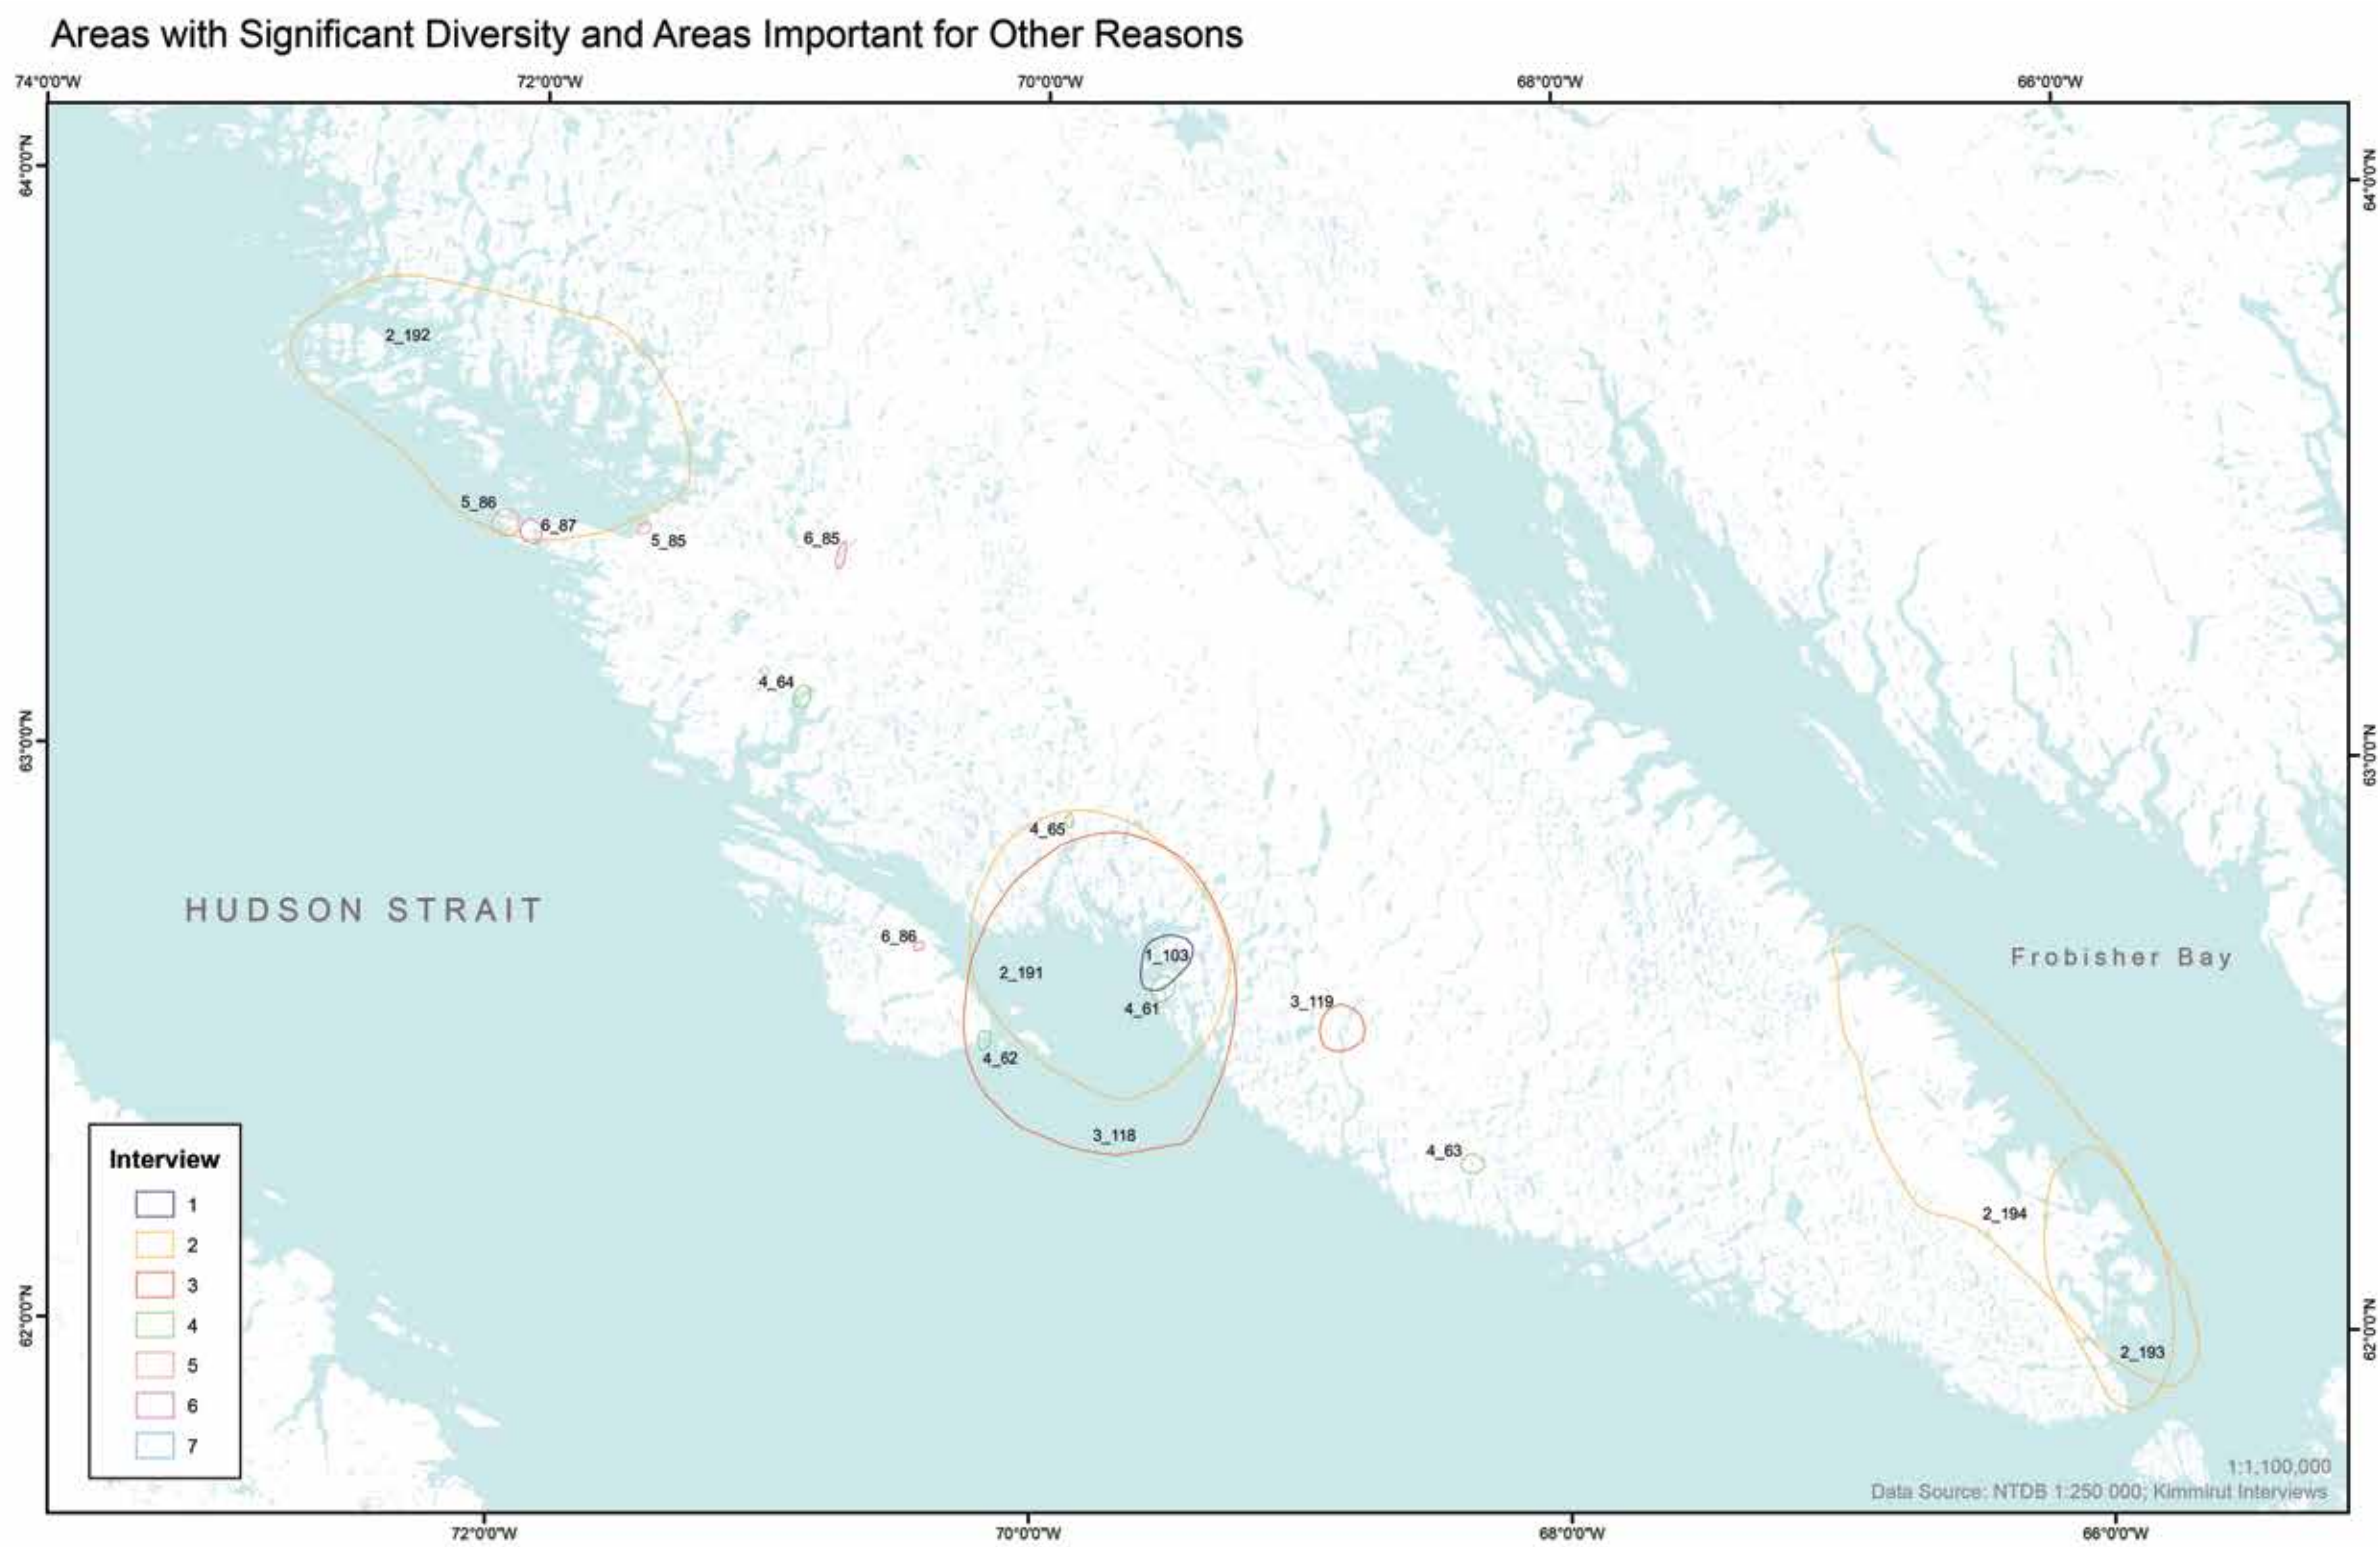 Areas with Significant Diversity and Areas Important for Other Reasons
74°0'0"W 72°0'0"W 70°0'0"W 68°0'0"W 66°0'0"W
64°0'0"N 64°0'0"N
2_192
5_86
6_87
5_85
6_85
4_64
63°0'0"N 63°0'0"N
4_65
HUDSON STRAIT
6_86
2_191
1_103
4_61
Frobisher Bay
3_119
4_62
3_118
4_63
2_194
2_193
62°0'0"N 62°0'0"N
Interview
1
2
3
4
5
6
7
1:1,100,000
Data Source: NTDB 1:250 000; Kimmirut Interviews
72°0'0"W 70°0'0"W 68°0'0"W 66°0'0"W